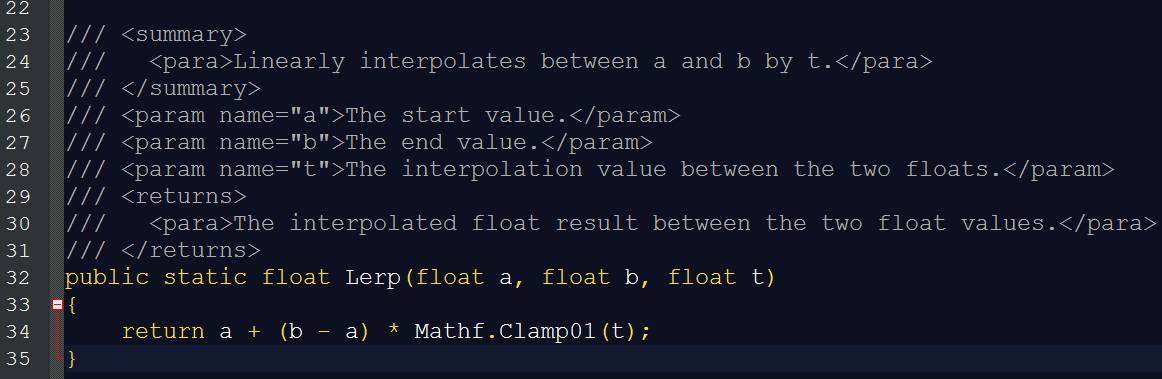 22
23 /// <summary>
24 ///   <para>Linearly interpolates between a and b by t.</para>
25 /// </summary>
26 /// <param name="a">The start value.</param>
27 /// <param name="b">The end value.</param>
28 /// <param name="t">The interpolation value between the two floats.</param>
29 /// <returns>
30 ///   <para>The interpolated float result between the two float values.</para>
31 /// </returns>
32 public static float Lerp(float a, float b, float t)
33 {
34     return a + (b - a) * Mathf.Clamp01(t);
35 }